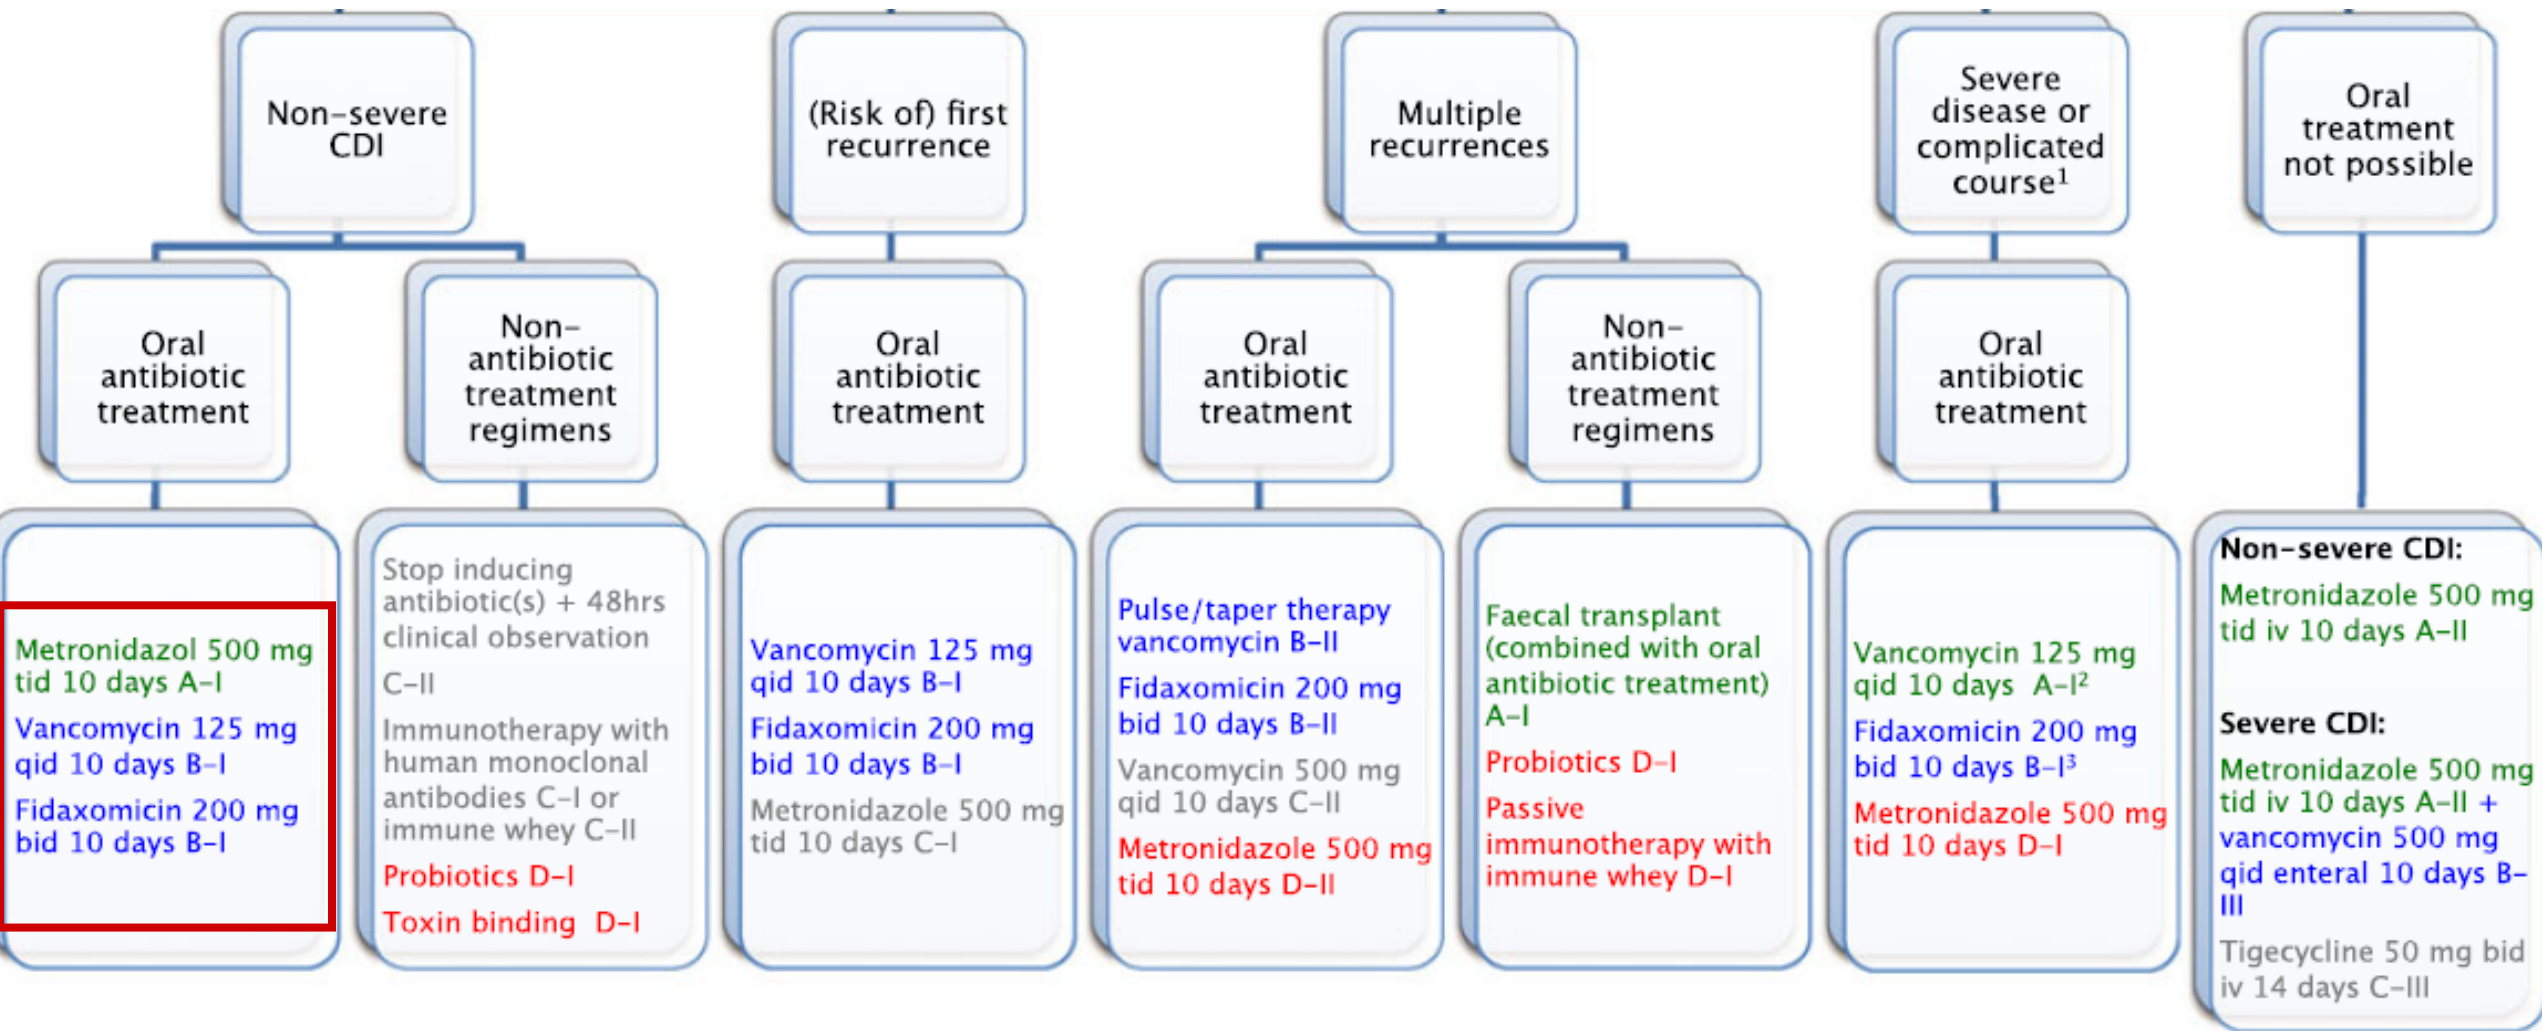 Non-severe
CDI
(Risk of) first
recurrence
Multiple
recurrences
Severe
disease or
complicated
course¹
Oral
treatment
not possible
Oral
antibiotic
treatment
Non-
antibiotic
treatment
regimens
Oral
antibiotic
treatment
Oral
antibiotic
treatment
Non-
antibiotic
treatment
regimens
Oral
antibiotic
treatment
Metronidazol 500 mg
tid 10 days A-I
Vancomycin 125 mg
qid 10 days B-I
Fidaxomicin 200 mg
bid 10 days B-I
Stop inducing
antibiotic(s) + 48hrs
clinical observation
C-II
Immunotherapy with
human monoclonal
antibodies C-I or
immune whey C-II
Probiotics D-I
Toxin binding D-I
Vancomycin 125 mg
qid 10 days B-I
Fidaxomicin 200 mg
bid 10 days B-I
Metronidazole 500 mg
tid 10 days C-I
Pulse/taper therapy
vancomycin B-II
Fidaxomicin 200 mg
bid 10 days B-II
Vancomycin 500 mg
qid 10 days C-II
Metronidazole 500 mg
tid 10 days D-II
Faecal transplant
(combined with oral
antibiotic treatment)
A-I
Probiotics D-I
Passive
immunotherapy with
immune whey D-I
Vancomycin 125 mg
qid 10 days A-I²
Fidaxomicin 200 mg
bid 10 days B-I³
Metronidazole 500 mg
tid 10 days D-I
Non-severe CDI:
Metronidazole 500 mg
tid iv 10 days A-II
Severe CDI:
Metronidazole 500 mg
tid iv 10 days A-II +
vancomycin 500 mg
qid enteral 10 days B-
III
Tigecycline 50 mg bid
iv 14 days C-III